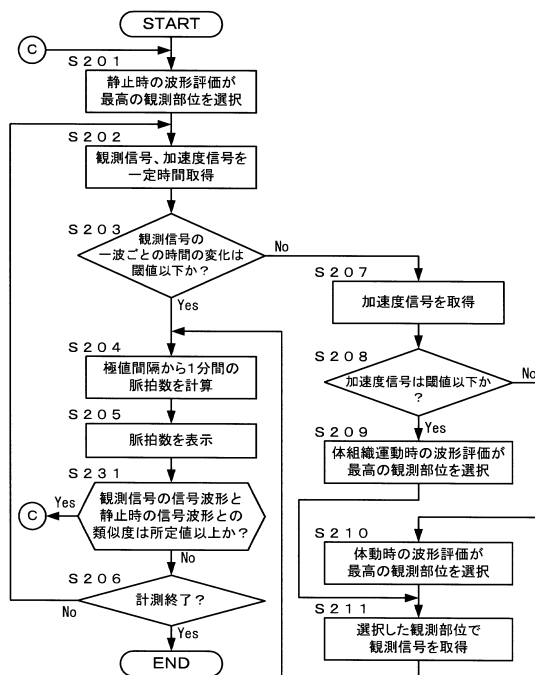 START
C
S201
静止時の波形評価が
最高の観測部位を選択
S202
観測信号、加速度信号を
一定時間取得
S203
観測信号の
一波ごとの時間の変化は
閾値以下か？
No
Yes
S204
極値間隔から1分間の
脈拍数を計算
S205
脈拍数を表示
S231
観測信号の信号波形と
静止時の信号波形との
類似度は所定値以上か？
Yes
C
No
S206
計測終了？
No
Yes
END
S207
加速度信号を取得
S208
加速度信号は閾値以下か
？
No
Yes
S209
体組織運動時の波形評価が
最高の観測部位を選択
S210
体動時の波形評価が
最高の観測部位を選択
S211
選択した観測部位で
観測信号を取得